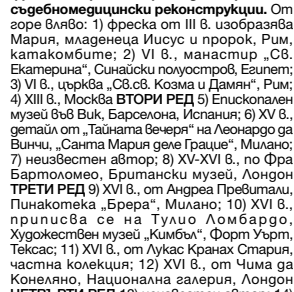 съдебномедицински реконструкции. От
горе вляво: 1) фреска от III в. изобразява
Мария, младенеца Иисус и пророк, Рим,
катакомбите; 2) VI в., манастир „Св.
Екатерина“, Синайски полуостров, Египет;
3) VI в., църква „Св.св. Козма и Дамян“, Рим;
4) XIII в., Москва ВТОРИ РЕД 5) Епископален
музей във Вик, Барселона, Испания; 6) XV в.,
детайл от „Тайната вечеря“ на Леонардо да
Винчи, „Санта Мария деле Грацие“, Милано;
7) неизвестен автор; 8) XV-XVI в., по Фра
Бартоломео, Британски музей, Лондон
ТРЕТИ РЕД 9) XVI в., от Андреа Превитали,
Пинакотека „Брера“, Милано; 10) XVI в.,
приписва се на Тулио Ломбардо,
Художествен музей „Кимбъл“, Форт Уърт,
Тексас; 11) XVI в., от Лукас Кранах Стария,
частна колекция; 12) XVI в., от Чима да
Конеляно, Национална галерия, Лондон